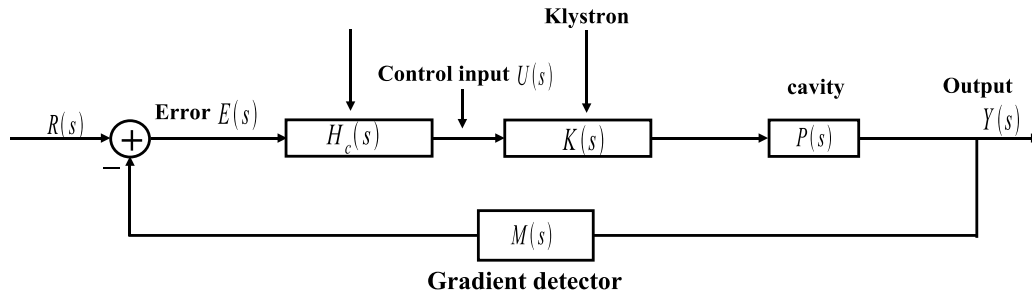 Klystron
Control input U(s)
cavity
Output
R(s)
Error E(s)
Y(s)
+
H_c(s)
K(s)
P(s)
−
M(s)
Gradient detector